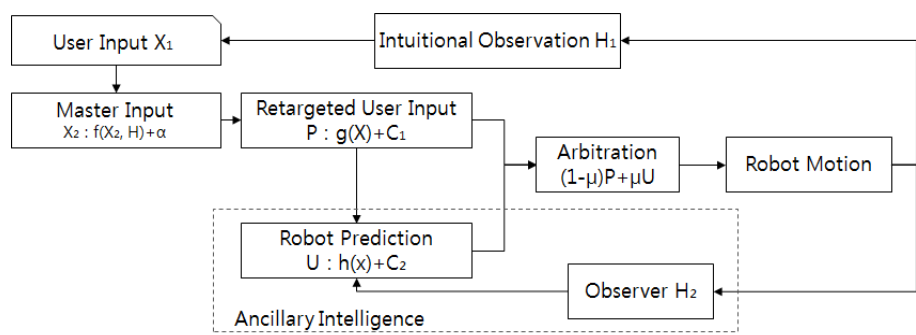 User Input X₁
Intuitional Observation H₁
Master Input
X₂ : f(X₂, H)+α
Retargeted User Input
P : g(X)+C₁
Arbitration
(1-μ)P+μU
Robot Motion
Robot Prediction
U : h(x)+C₂
Observer H₂
Ancillary Intelligence